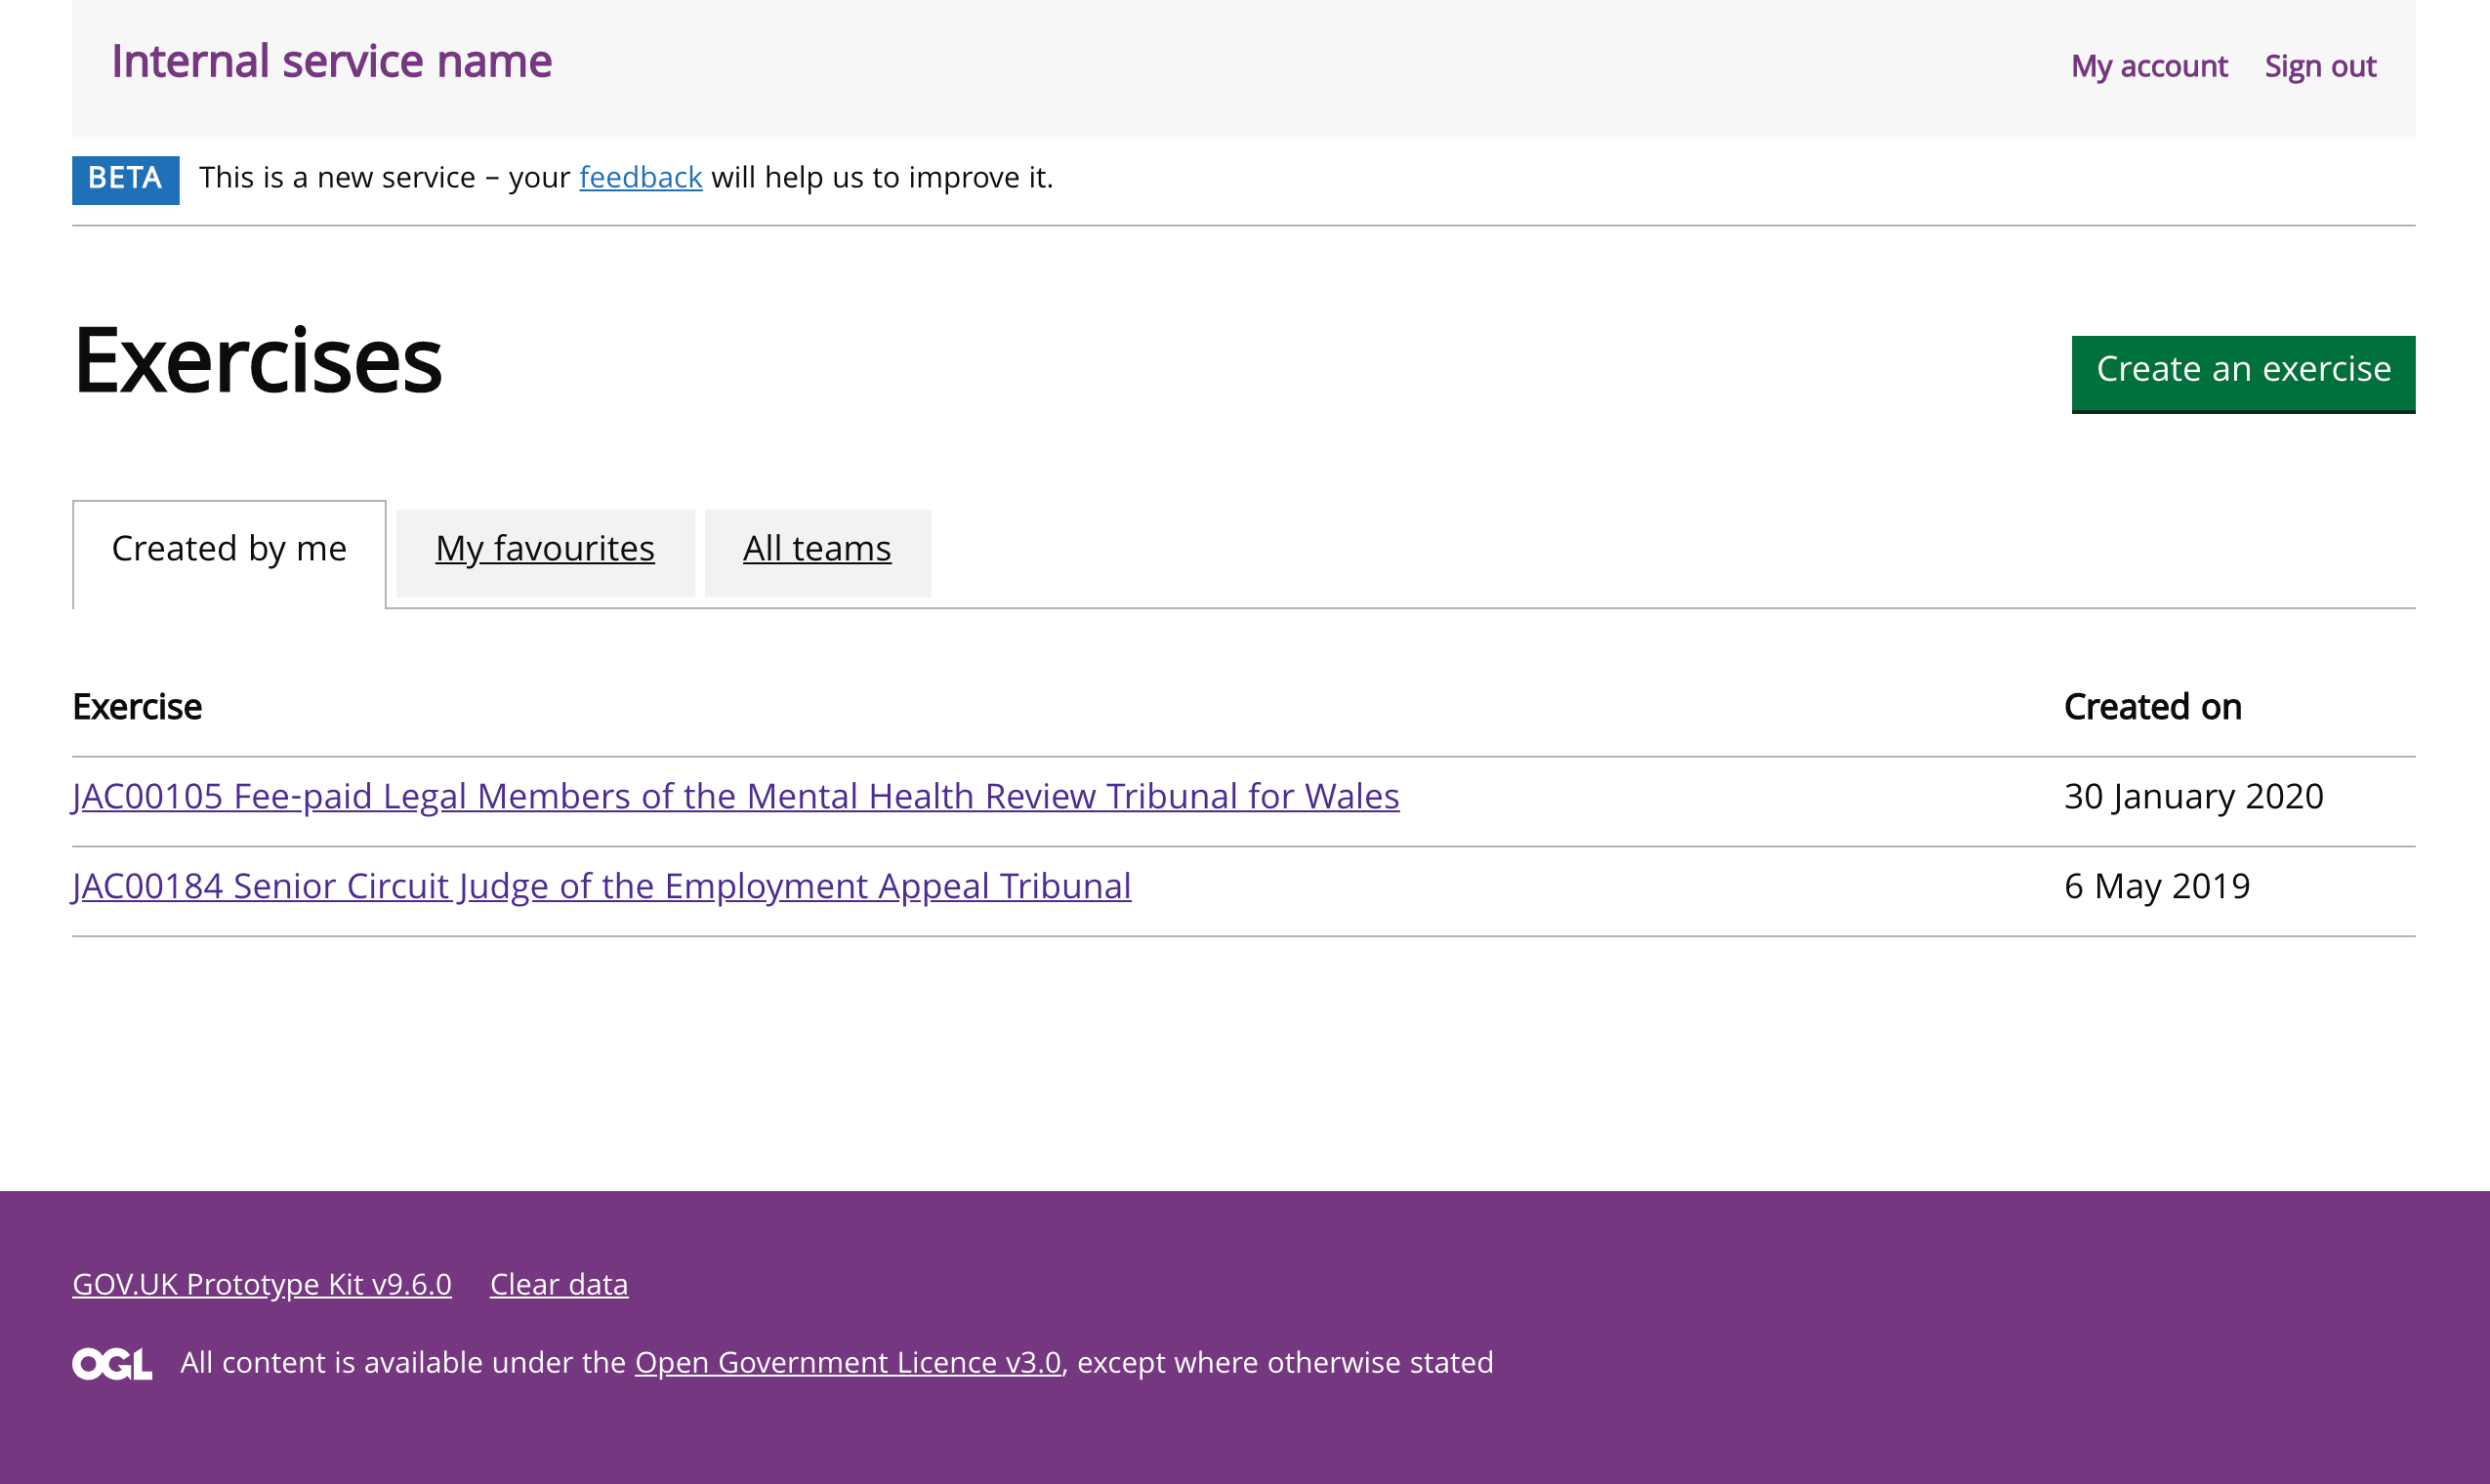 Internal service name
My account Sign out
BETA This is a new service – your feedback will help us to improve it.
Exercises
Create an exercise
Created by me My favourites All teams
Exercise Created on
JAC00105 Fee-paid Legal Members of the Mental Health Review Tribunal for Wales 30 January 2020
JAC00184 Senior Circuit Judge of the Employment Appeal Tribunal 6 May 2019
GOV.UK Prototype Kit v9.6.0 Clear data
OGL All content is available under the Open Government Licence v3.0, except where otherwise stated